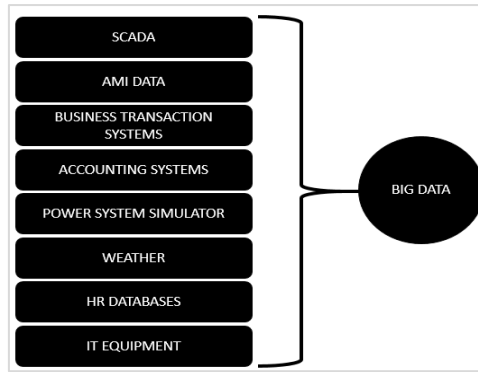 SCADA
AMI DATA
BUSINESS TRANSACTION
SYSTEMS
ACCOUNTING SYSTEMS
POWER SYSTEM SIMULATOR
WEATHER
HR DATABASES
IT EQUIPMENT
BIG DATA